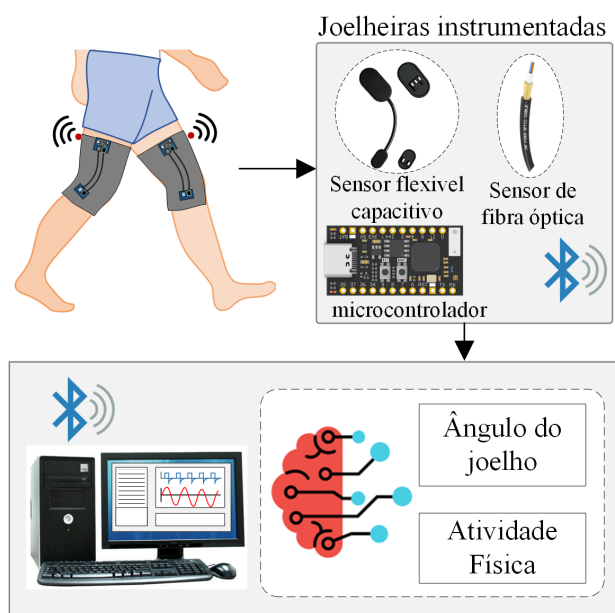 Joelheiras instrumentadas
Sensor flexivel
capacitivo
Sensor de
fibra óptica
microcontrolador
Ângulo do
joelho
Atividade
Física